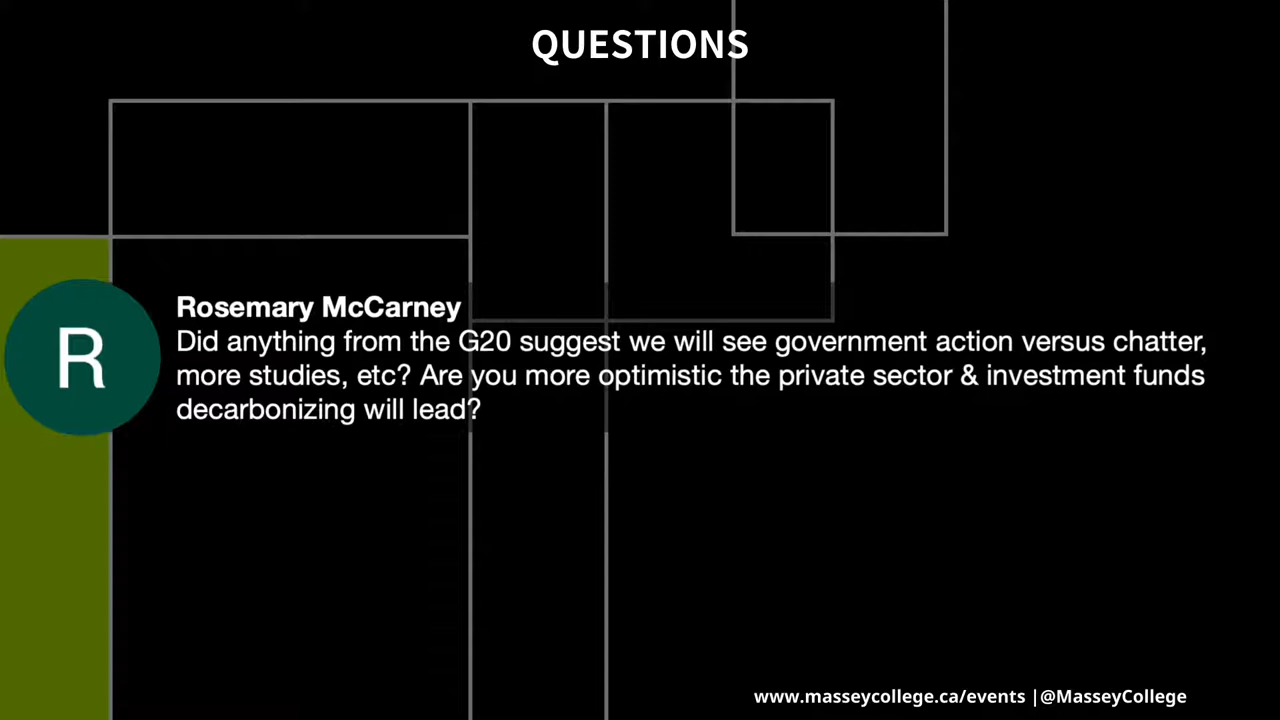 QUESTIONS
R
Rosemary McCarney
Did anything from the G20 suggest we will see government action versus chatter,
more studies, etc? Are you more optimistic the private sector & investment funds
decarbonizing will lead?
www.masseycollege.ca/events |@MasseyCollege